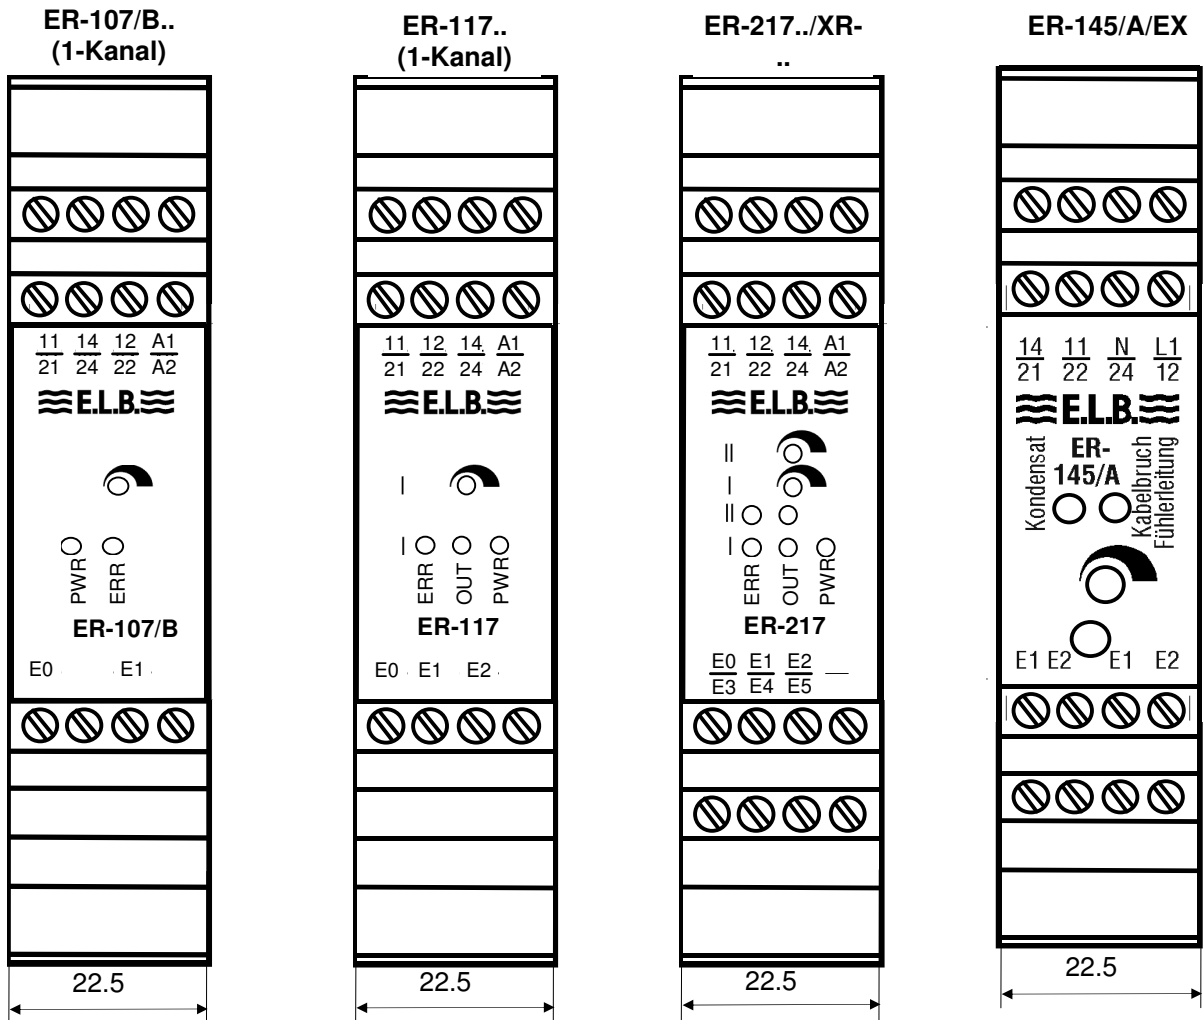 ER-107/B..
(1-Kanal)
11 14 12 A1
21 24 22 A2
E.L.B.
PWR ERR
ER-107/B
E0 E1
22.5
ER-117..
(1-Kanal)
11 12 14 A1
21 22 24 A2
E.L.B.
I
I
ERR OUT PWR
ER-117
E0 E1 E2
22.5
ER-217../XR-
..
11 12 14 A1
21 22 24 A2
E.L.B.
II
I
II
I
ERR OUT PWR
ER-217
E0 E1 E2
E3 E4 E5
22.5
ER-145/A/EX
14 11 N L1
21 22 24 12
E.L.B.
ER-
145/A
Kondensat
Kabelbruch
Fühlerleitung
E1 E2 E1 E2
22.5